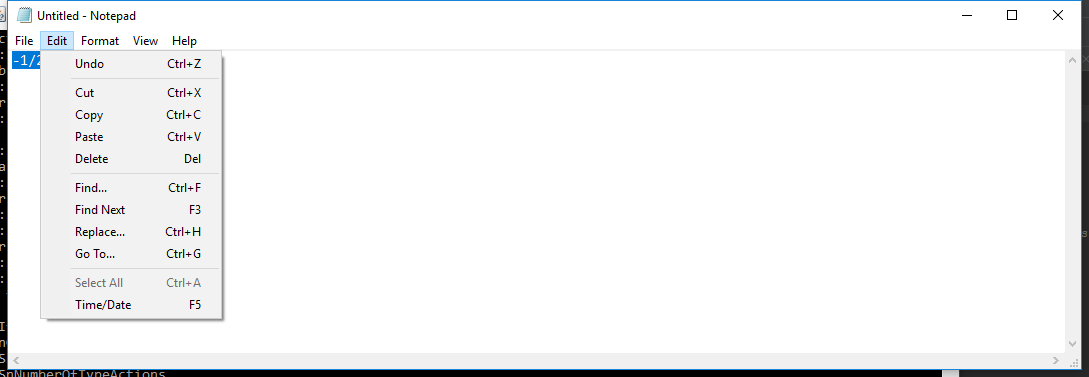 Untitled - Notepad
File Edit Format View Help
-1/2
Undo Ctrl+Z
Cut Ctrl+X
Copy Ctrl+C
Paste Ctrl+V
Delete Del
Find... Ctrl+F
Find Next F3
Replace... Ctrl+H
Go To... Ctrl+G
Select All Ctrl+A
Time/Date F5